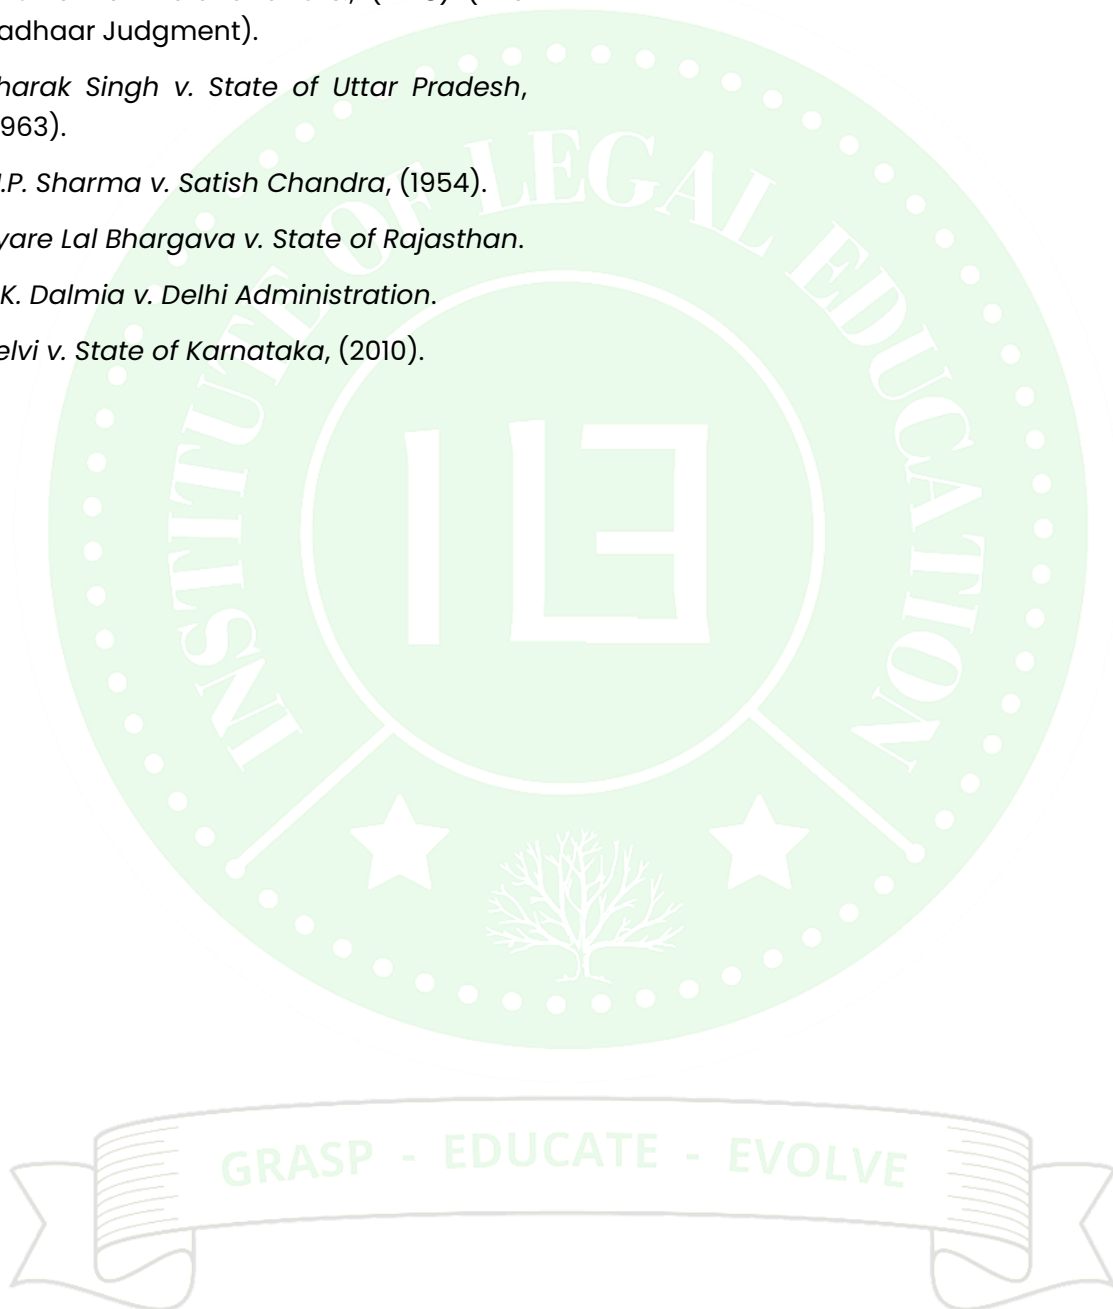 adhaar Judgment).
harak Singh v. State of Uttar Pradesh,
963).
.P. Sharma v. Satish Chandra, (1954).
yare Lal Bhargava v. State of Rajasthan.
K. Dalmia v. Delhi Administration.
elvi v. State of Karnataka, (2010).
INSTITUTE OF LEGAL EDUCATION
ILE
GRASP - EDUCATE - EVOLVE